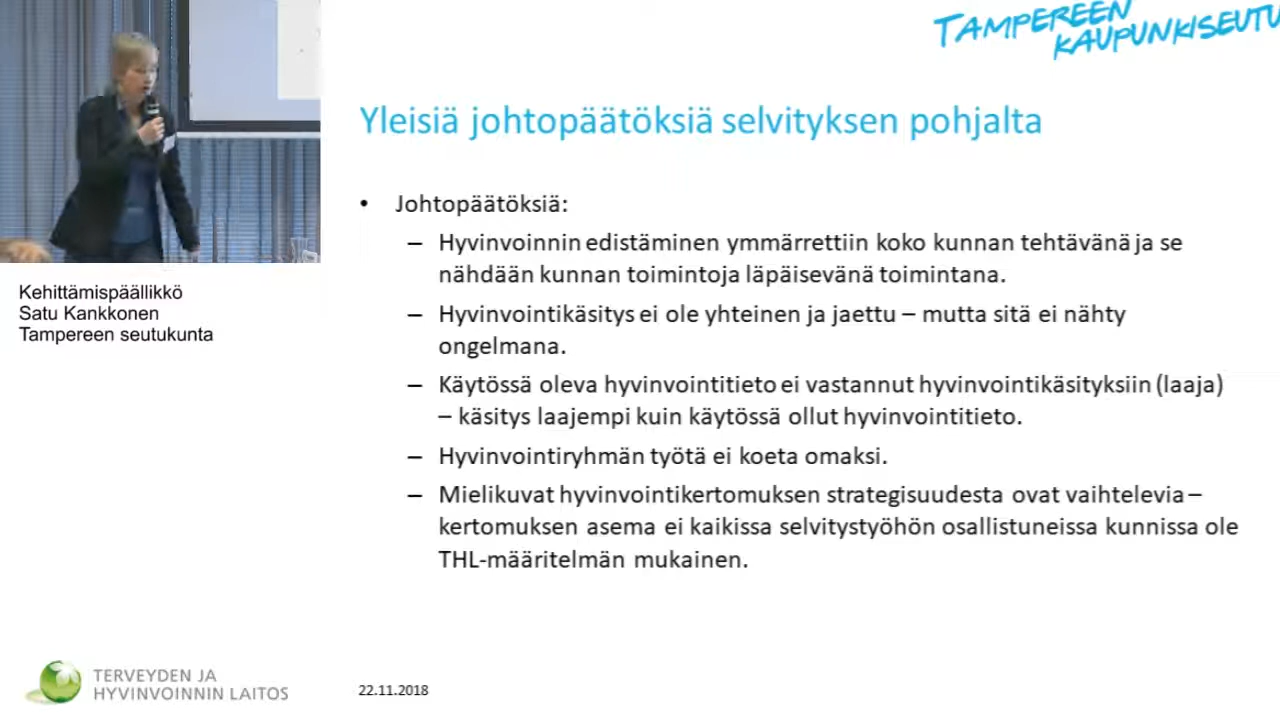 TAMPEREEN
KAUPUNKISEUTU
Yleisiä johtopäätöksiä selvityksen pohjalta
• Johtopäätöksiä:
– Hyvinvoinnin edistäminen ymmärrettiin koko kunnan tehtävänä ja se
nähdään kunnan toimintoja läpäisevänä toimintana.
– Hyvinvointikäsitys ei ole yhteinen ja jaettu – mutta sitä ei nähty
ongelmana.
– Käytössä oleva hyvinvointitieto ei vastannut hyvinvointikäsityksiin (laaja)
– käsitys laajempi kuin käytössä ollut hyvinvointitieto.
– Hyvinvointiryhmän työtä ei koeta omaksi.
– Mielikuvat hyvinvointikertomuksen strategisuudesta ovat vaihtelevia –
kertomuksen asema ei kaikissa selvitystyöhön osallistuneissa kunnissa ole
THL-määritelmän mukainen.
Kehittämispäällikkö
Satu Kankkonen
Tampereen seutukunta
TERVEYDEN JA
HYVINVOINNIN LAITOS
22.11.2018